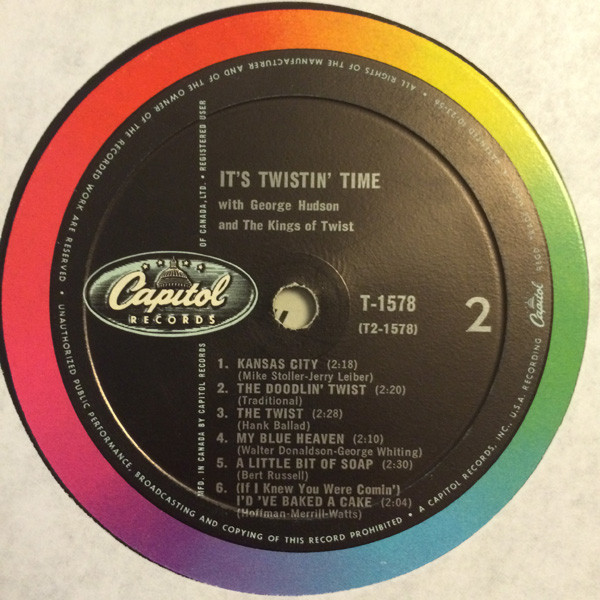 IT'S TWISTIN' TIME
with George Hudson
and The Kings of Twist
Capitol
RECORDS
T-1578
(T2-1578)
2
1. KANSAS CITY (2:18)
(Mike Stoller-Jerry Leiber)
2. THE DOODLIN' TWIST (2:20)
(Traditional)
3. THE TWIST (2:28)
(Hank Ballad)
4. MY BLUE HEAVEN (2:10)
(Walter Donaldson-George Whiting)
5. A LITTLE BIT OF SOAP (2:30)
(Bert Russell)
6. (If I Knew You Were Comin')
I'D 'VE BAKED A CAKE (2:04)
(Hoffman-Merrill-Watts)
MFD. IN CANADA BY CAPITOL RECORDS OF CANADA, LTD. • REGISTERED USER
• ALL RIGHTS OF THE MANUFACTURER AND OF THE OWNER OF THE RECORDED WORK ARE RESERVED • UNAUTHORIZED PUBLIC PERFORMANCE, BROADCASTING AND COPYING OF THIS RECORD PROHIBITED • A CAPITOL RECORDS, INC., U.S.A. RECORDING
Capitol